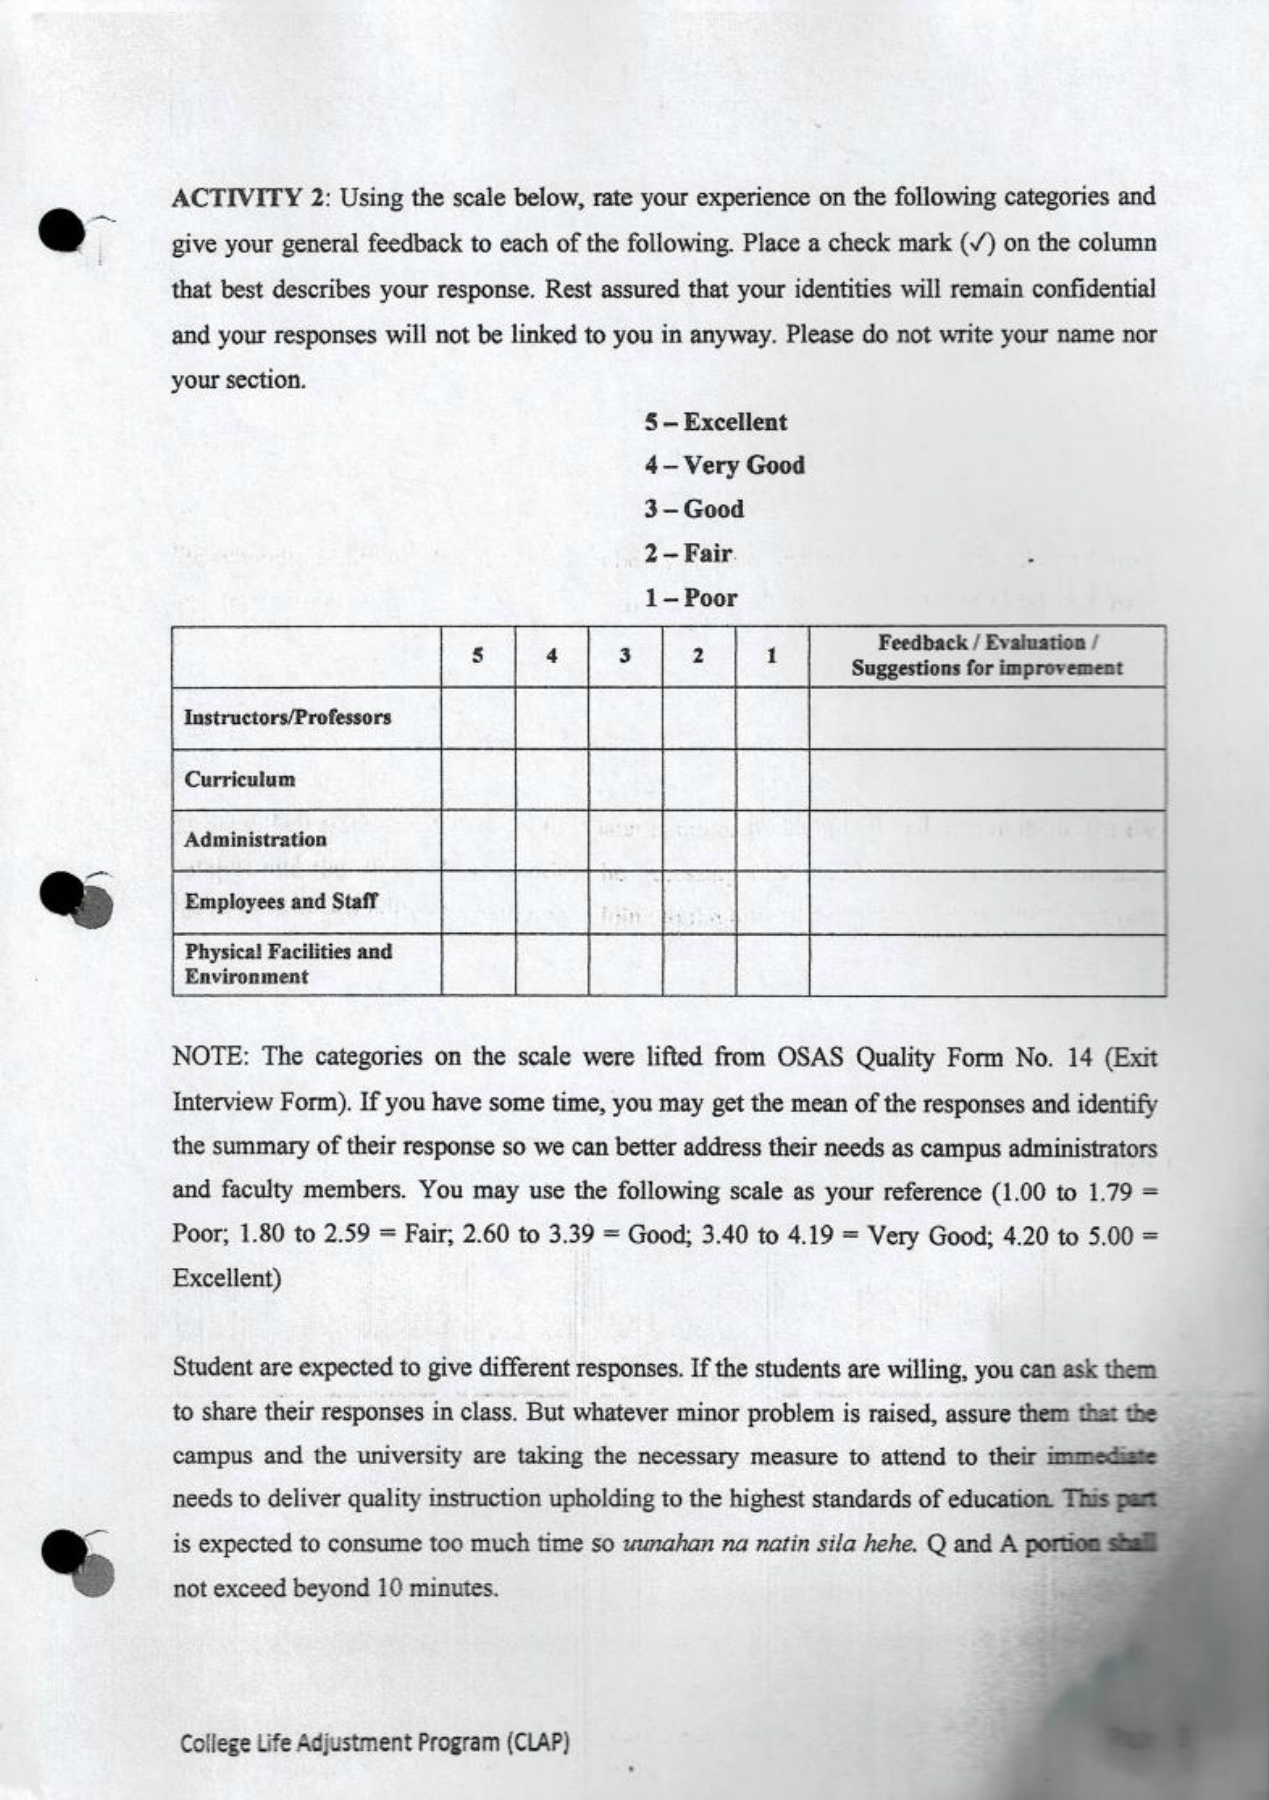 ACTIVITY 2: Using the scale below, rate your experience on the following categories and
give your general feedback to each of the following. Place a check mark (✓) on the column
that best describes your response. Rest assured that your identities will remain confidential
and your responses will not be linked to you in anyway. Please do not write your name nor
your section.
5 – Excellent
4 – Very Good
3 – Good
2 – Fair
1 – Poor
5 4 3 2 1 Feedback / Evaluation /
Suggestions for improvement
Instructors/Professors
Curriculum
Administration
Employees and Staff
Physical Facilities and
Environment
NOTE: The categories on the scale were lifted from OSAS Quality Form No. 14 (Exit
Interview Form). If you have some time, you may get the mean of the responses and identify
the summary of their response so we can better address their needs as campus administrators
and faculty members. You may use the following scale as your reference (1.00 to 1.79 =
Poor; 1.80 to 2.59 = Fair; 2.60 to 3.39 = Good; 3.40 to 4.19 = Very Good; 4.20 to 5.00 =
Excellent)
Student are expected to give different responses. If the students are willing, you can ask them
to share their responses in class. But whatever minor problem is raised, assure them that the
campus and the university are taking the necessary measure to attend to their immediate
needs to deliver quality instruction upholding to the highest standards of education. This part
is expected to consume too much time so uunahan na natin sila hehe. Q and A portion shall
not exceed beyond 10 minutes.
College Life Adjustment Program (CLAP)